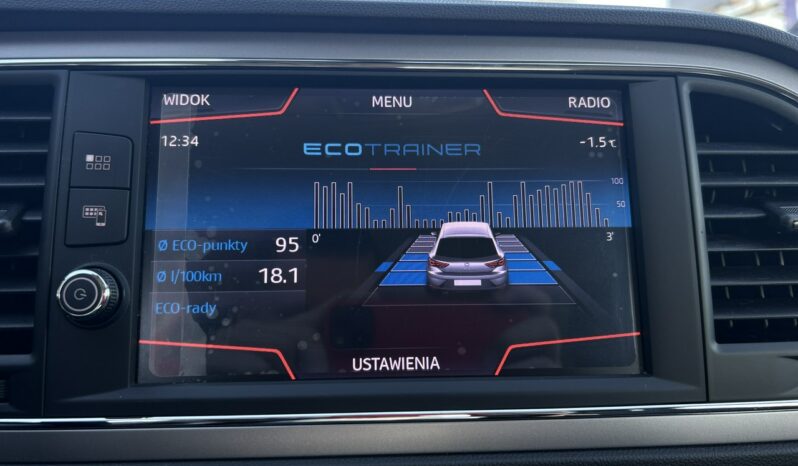 WIDOK MENU RADIO
12:34 ECOTRAINER -1.5°C
100
50
0' 3'
Ø ECO-punkty 95
Ø l/100km 18.1
ECO-rady
USTAWIENIA